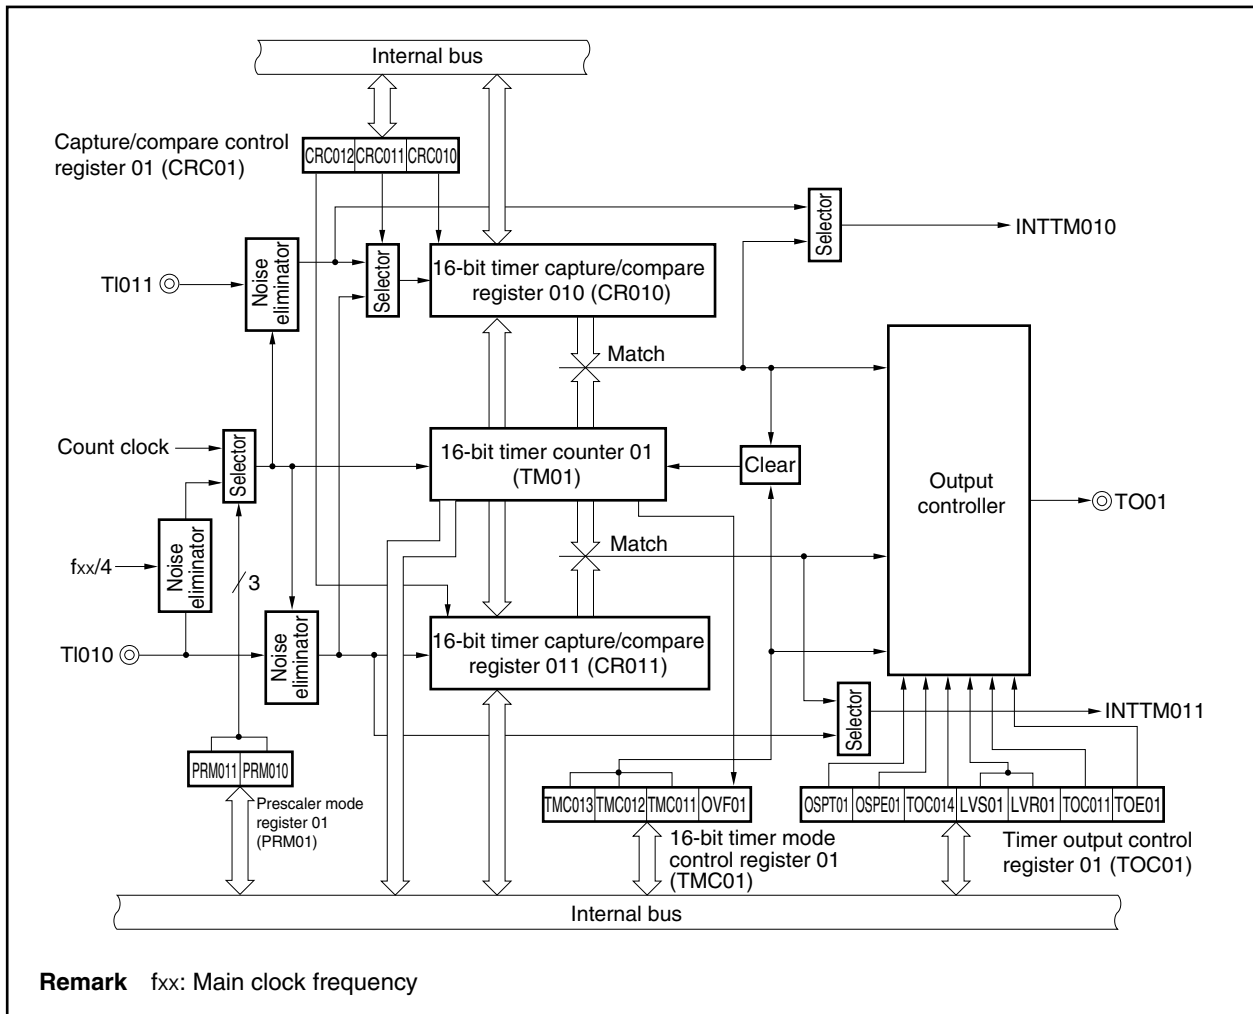 Internal bus
Capture/compare control
register 01 (CRC01)
CRC012 CRC011 CRC010
Selector
INTTM010
TI011
Noise
eliminator
Selector
16-bit timer capture/compare
register 010 (CR010)
Match
Count clock
Selector
16-bit timer counter 01
(TM01)
Clear
Output
controller
TO01
fxx/4
Noise
eliminator
3
Match
TI010
Noise
eliminator
16-bit timer capture/compare
register 011 (CR011)
Selector
INTTM011
PRM011 PRM010
Prescaler mode
register 01
(PRM01)
TMC013 TMC012 TMC011 OVF01
16-bit timer mode
control register 01
(TMC01)
OSPT01 OSPE01 TOC014 LVS01 LVR01 TOC011 TOE01
Timer output control
register 01 (TOC01)
Internal bus
Remark fxx: Main clock frequency